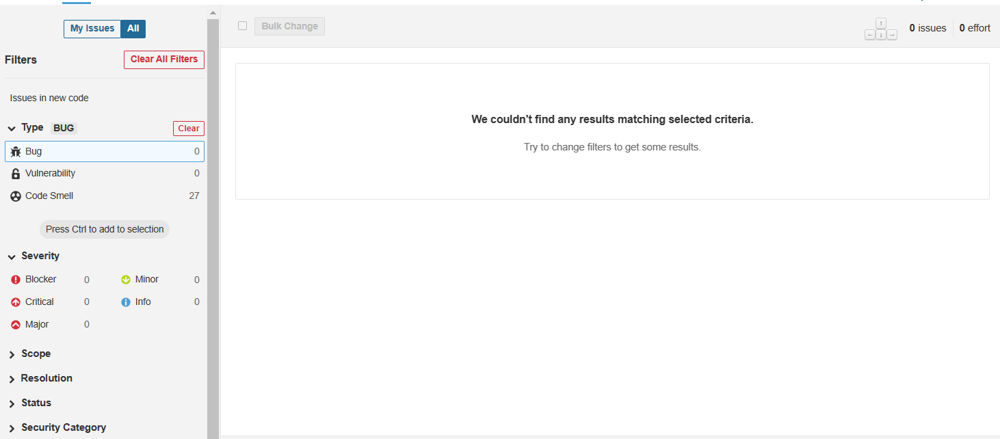 My Issues All
Bulk Change
0 issues 0 effort
Filters Clear All Filters
Issues in new code
Type BUG Clear
Bug 0
Vulnerability 0
Code Smell 27
Press Ctrl to add to selection
Severity
Blocker 0 Minor 0
Critical 0 Info 0
Major 0
Scope
Resolution
Status
Security Category
We couldn't find any results matching selected criteria.
Try to change filters to get some results.